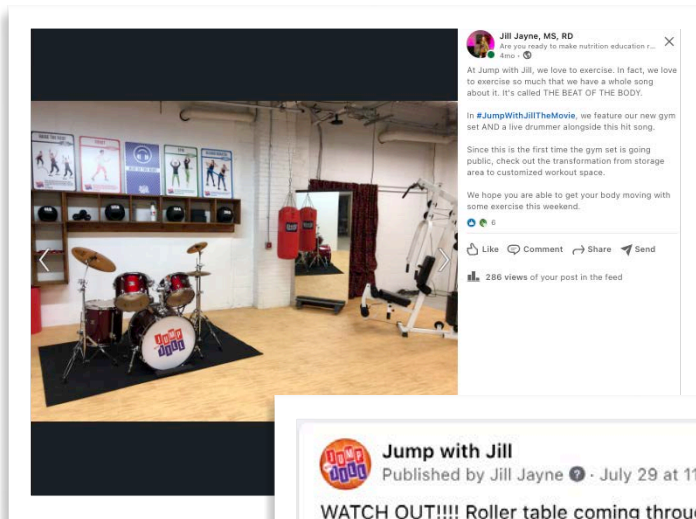 Jill Jayne, MS, RD
Are you ready to make nutrition education r...
4mo •
At Jump with Jill, we love to exercise. In fact, we love
to exercise so much that we have a whole song
about it. It's called THE BEAT OF THE BODY.
In #JumpWithJillTheMovie, we feature our new gym
set AND a live drummer alongside this hit song.
Since this is the first time the gym set is going
public, check out the transformation from storage
area to customized workout space.
We hope you are able to get your body moving with
some exercise this weekend.
6
Like Comment Share Send
286 views of your post in the feed
JUMP
with
JILL
JUMP
with
JILL
Jump with Jill
Published by Jill Jayne · July 29 at 11
WATCH OUT!!!! Roller table coming throu